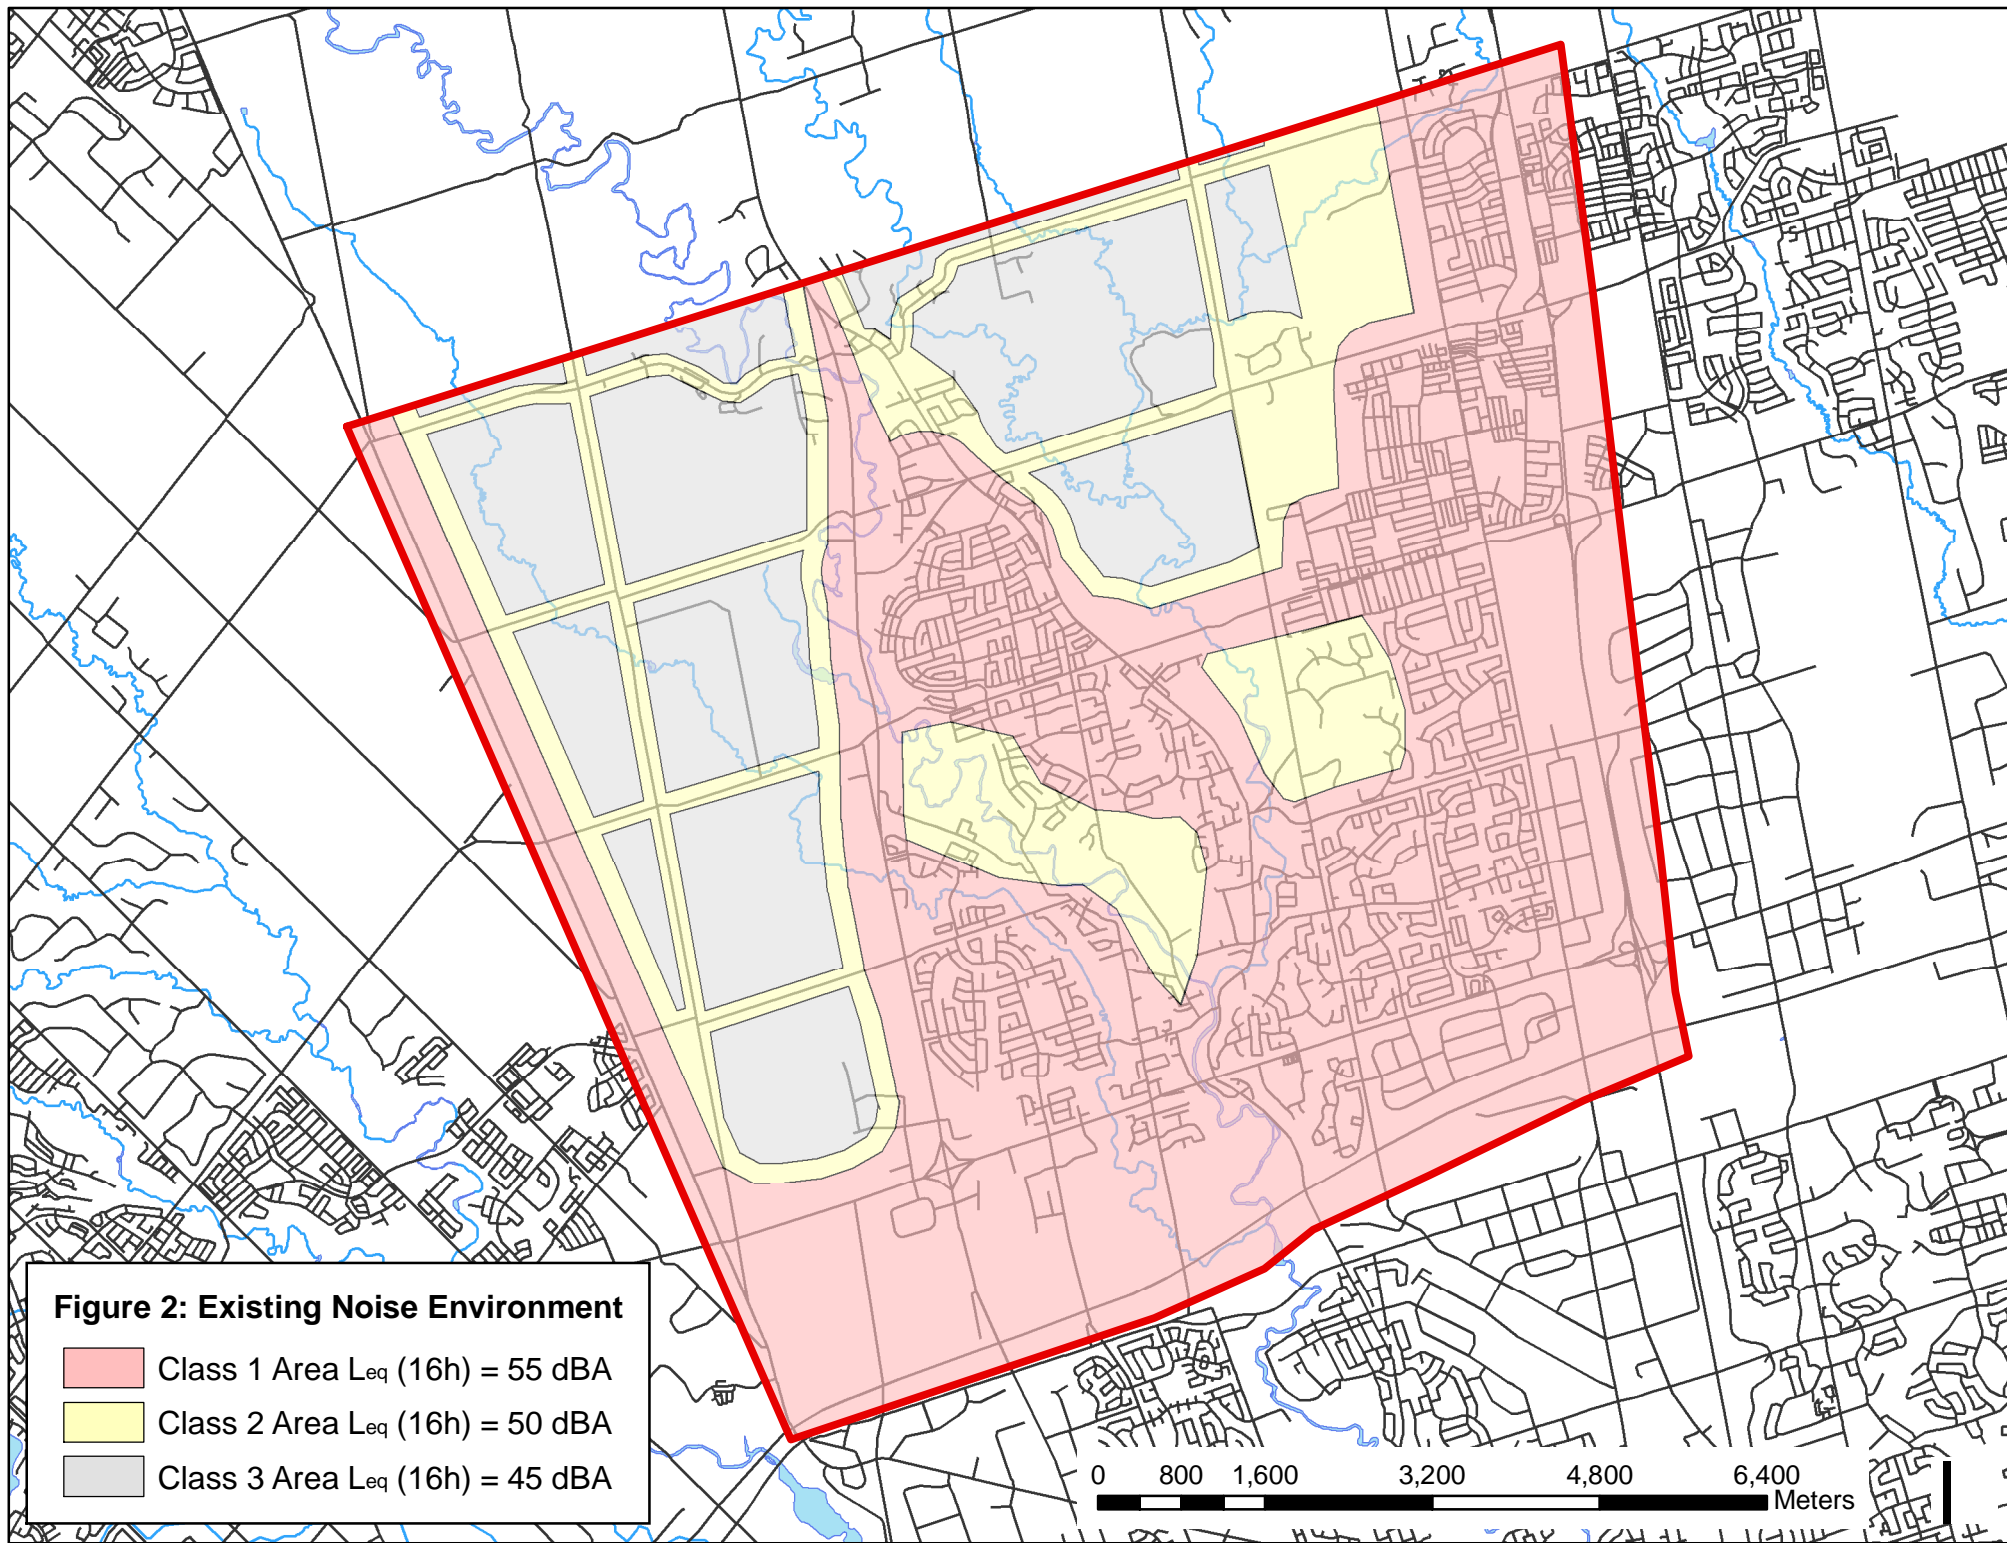 Figure 2: Existing Noise Environment
Class 1 Area Leq (16h) = 55 dBA
Class 2 Area Leq (16h) = 50 dBA
Class 3 Area Leq (16h) = 45 dBA
0 800 1,600 3,200 4,800 6,400
Meters